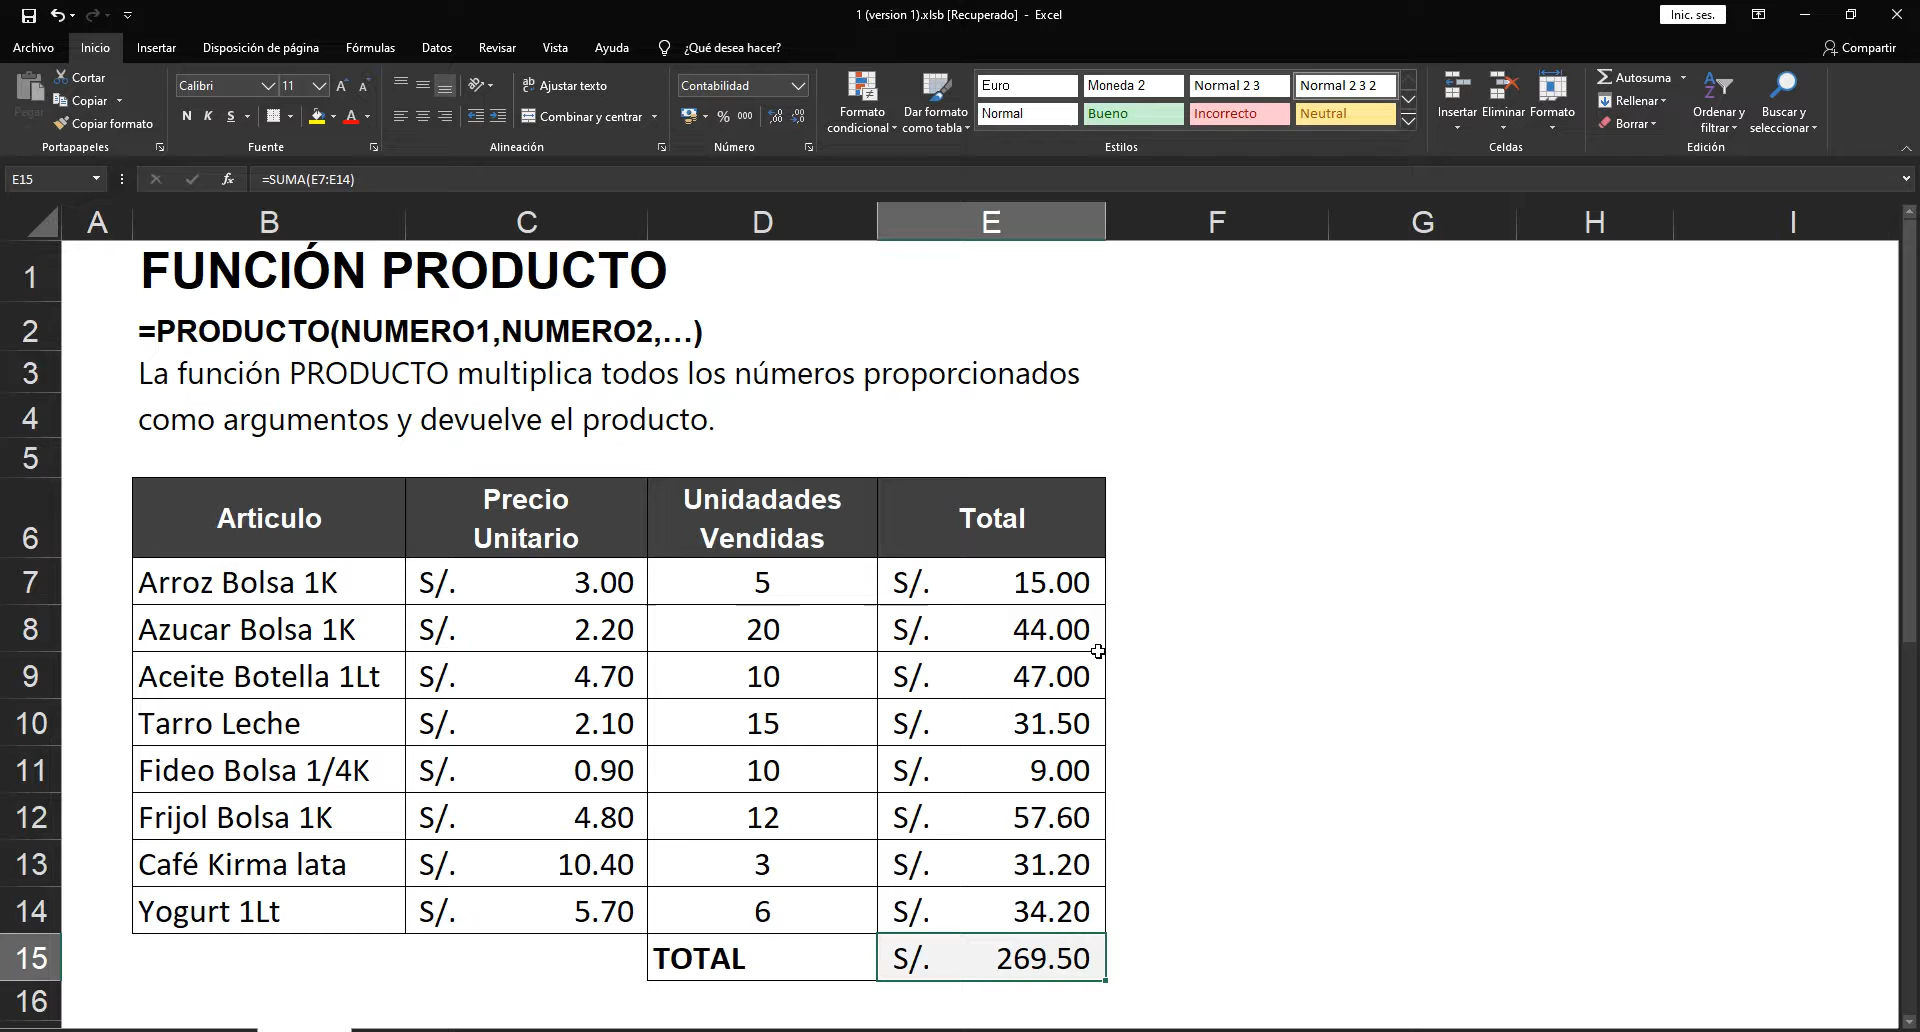 1 (version 1).xlsb [Recuperado] - Excel
Inic. ses.
Archivo Inicio Insertar Disposición de página Fórmulas Datos Revisar Vista Ayuda ¿Qué desea hacer? Compartir
Pegar
Cortar
Copiar
Copiar formato
Portapapeles
Calibri 11
N K S
Fuente
Ajustar texto
Combinar y centrar
Alineación
Contabilidad
% 000
Número
Formato condicional
Dar formato como tabla
Euro Moneda 2 Normal 2 3 Normal 2 3 2
Normal Bueno Incorrecto Neutral
Estilos
Insertar Eliminar Formato
Celdas
Autosuma
Rellenar
Borrar
Ordenar y filtrar
Buscar y seleccionar
Edición
E15 fx =SUMA(E7:E14)
A B C D E F G H I
1 FUNCIÓN PRODUCTO
2 =PRODUCTO(NUMERO1,NUMERO2,...)
3 La función PRODUCTO multiplica todos los números proporcionados
4 como argumentos y devuelve el producto.
5
6 Articulo Precio Unitario Unidadades Vendidas Total
7 Arroz Bolsa 1K S/. 3.00 5 S/. 15.00
8 Azucar Bolsa 1K S/. 2.20 20 S/. 44.00
9 Aceite Botella 1Lt S/. 4.70 10 S/. 47.00
10 Tarro Leche S/. 2.10 15 S/. 31.50
11 Fideo Bolsa 1/4K S/. 0.90 10 S/. 9.00
12 Frijol Bolsa 1K S/. 4.80 12 S/. 57.60
13 Café Kirma lata S/. 10.40 3 S/. 31.20
14 Yogurt 1Lt S/. 5.70 6 S/. 34.20
15 TOTAL S/. 269.50
16